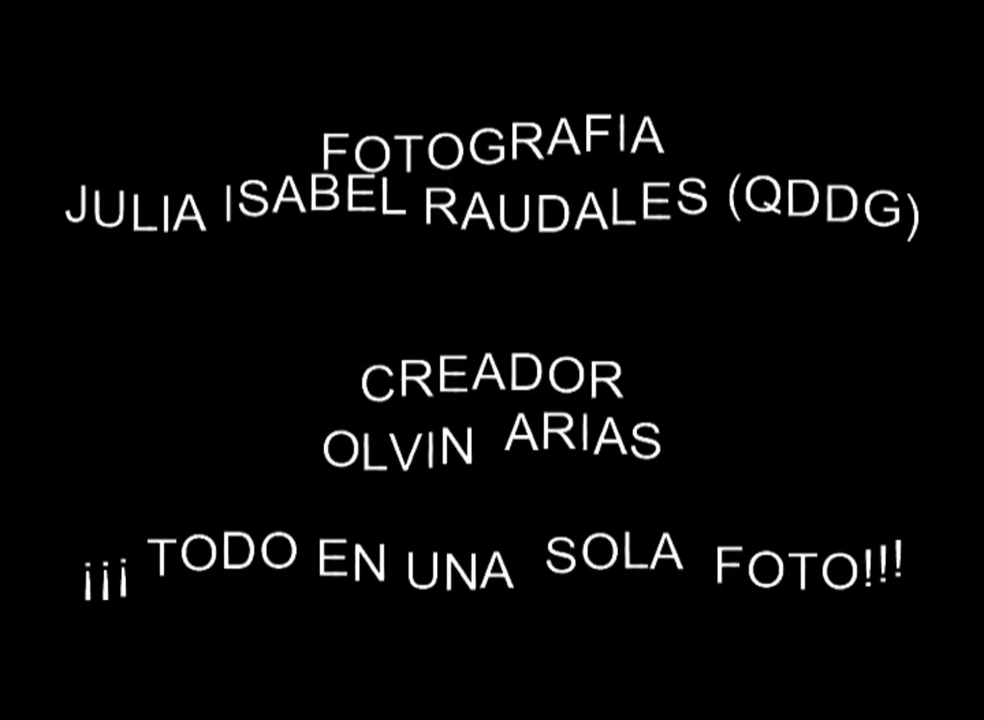 FOTOGRAFIA
JULIA ISABEL RAUDALES (QDDG)
CREADOR
OLVIN ARIAS
¡¡¡ TODO EN UNA SOLA FOTO!!!